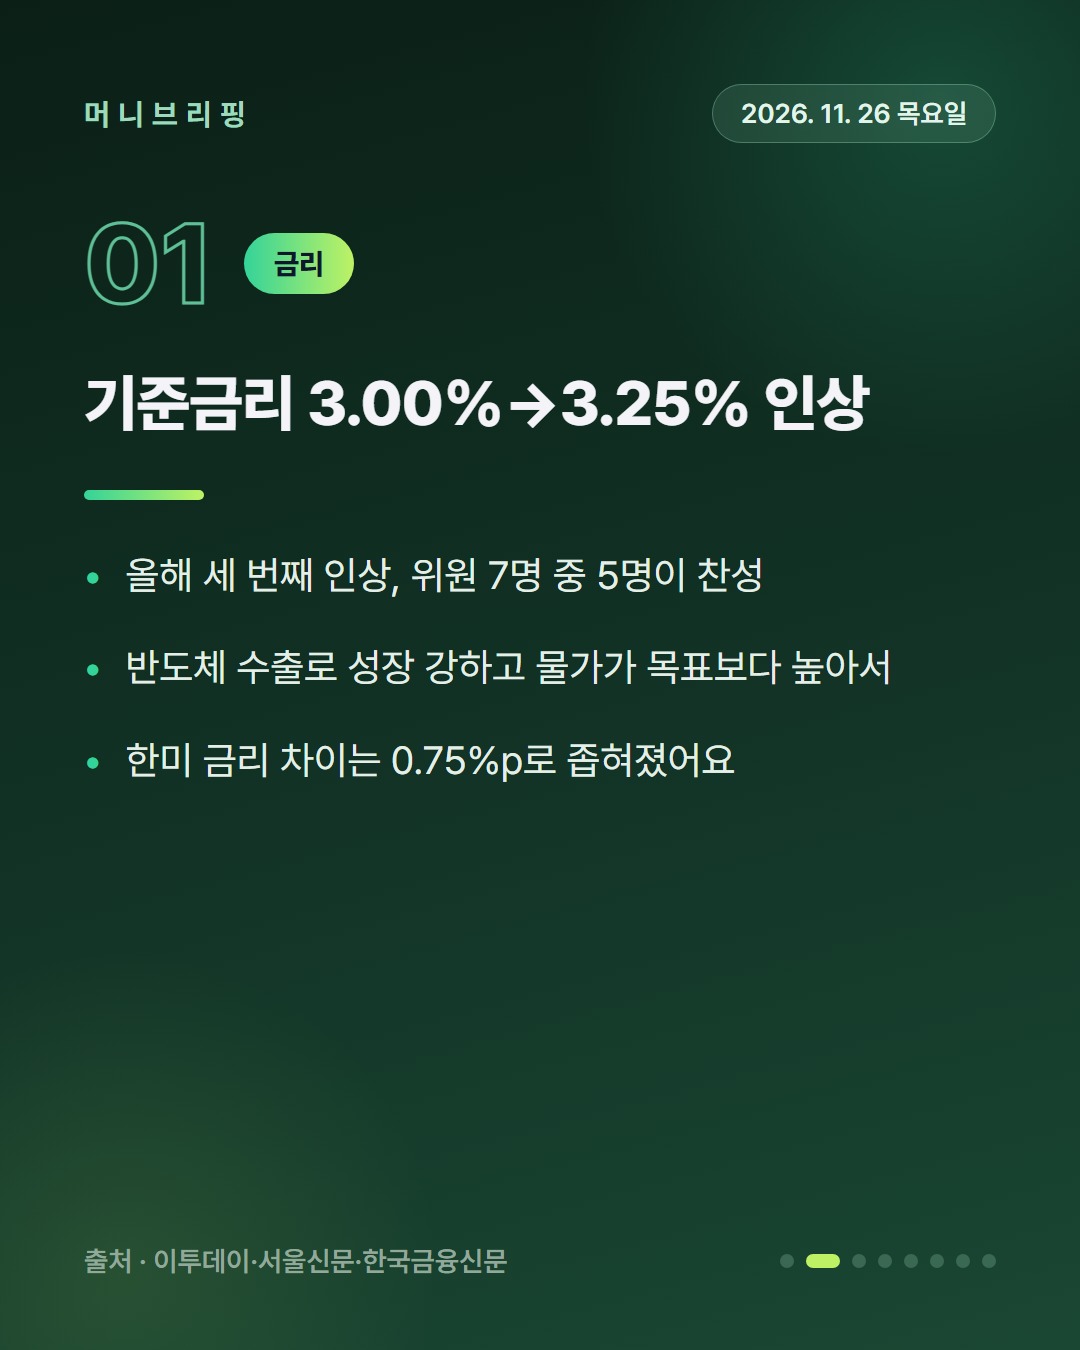 머니브리핑
2026. 11. 26 목요일
01
금리
기준금리 3.00%→3.25% 인상
• 올해 세 번째 인상, 위원 7명 중 5명이 찬성
• 반도체 수출로 성장 강하고 물가가 목표보다 높아서
• 한미 금리 차이는 0.75%p로 좁혀졌어요
출처 · 이투데이·서울신문·한국금융신문